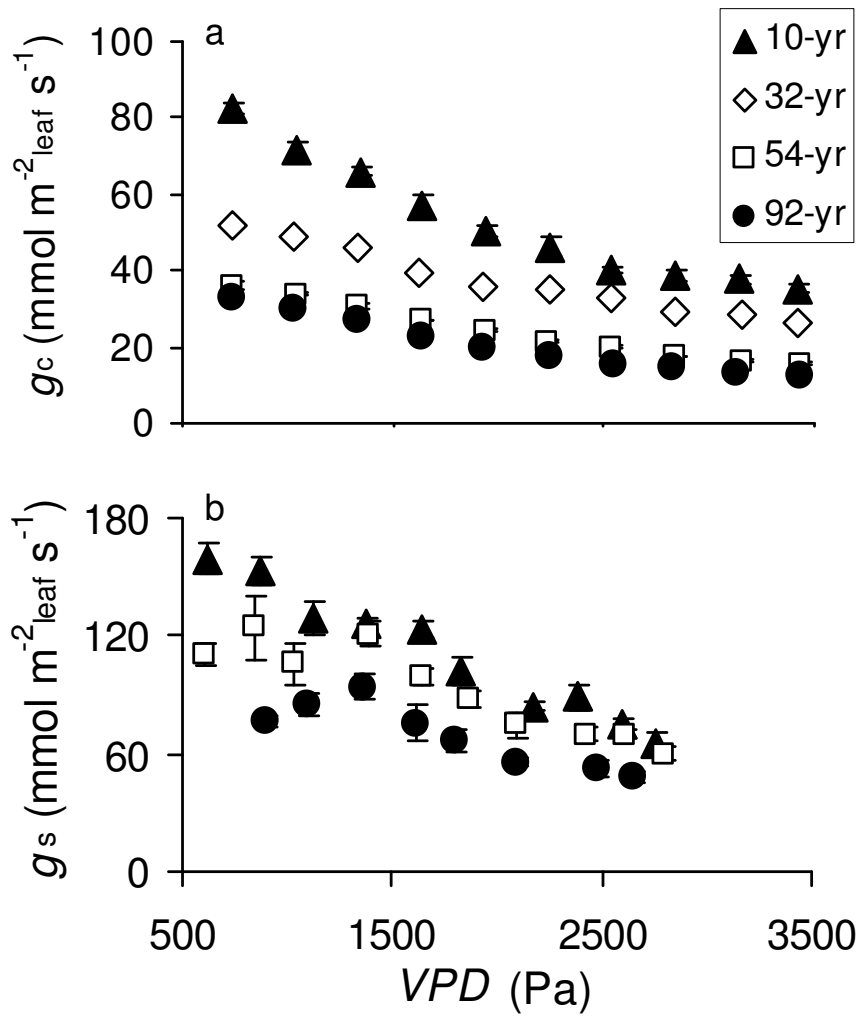 a
10-yr
32-yr
54-yr
92-yr
gc (mmol m⁻²leaf s⁻¹)
100
80
60
40
20
0
b
gs (mmol m⁻²leaf s⁻¹)
180
120
60
0
500 1500 2500 3500
VPD (Pa)